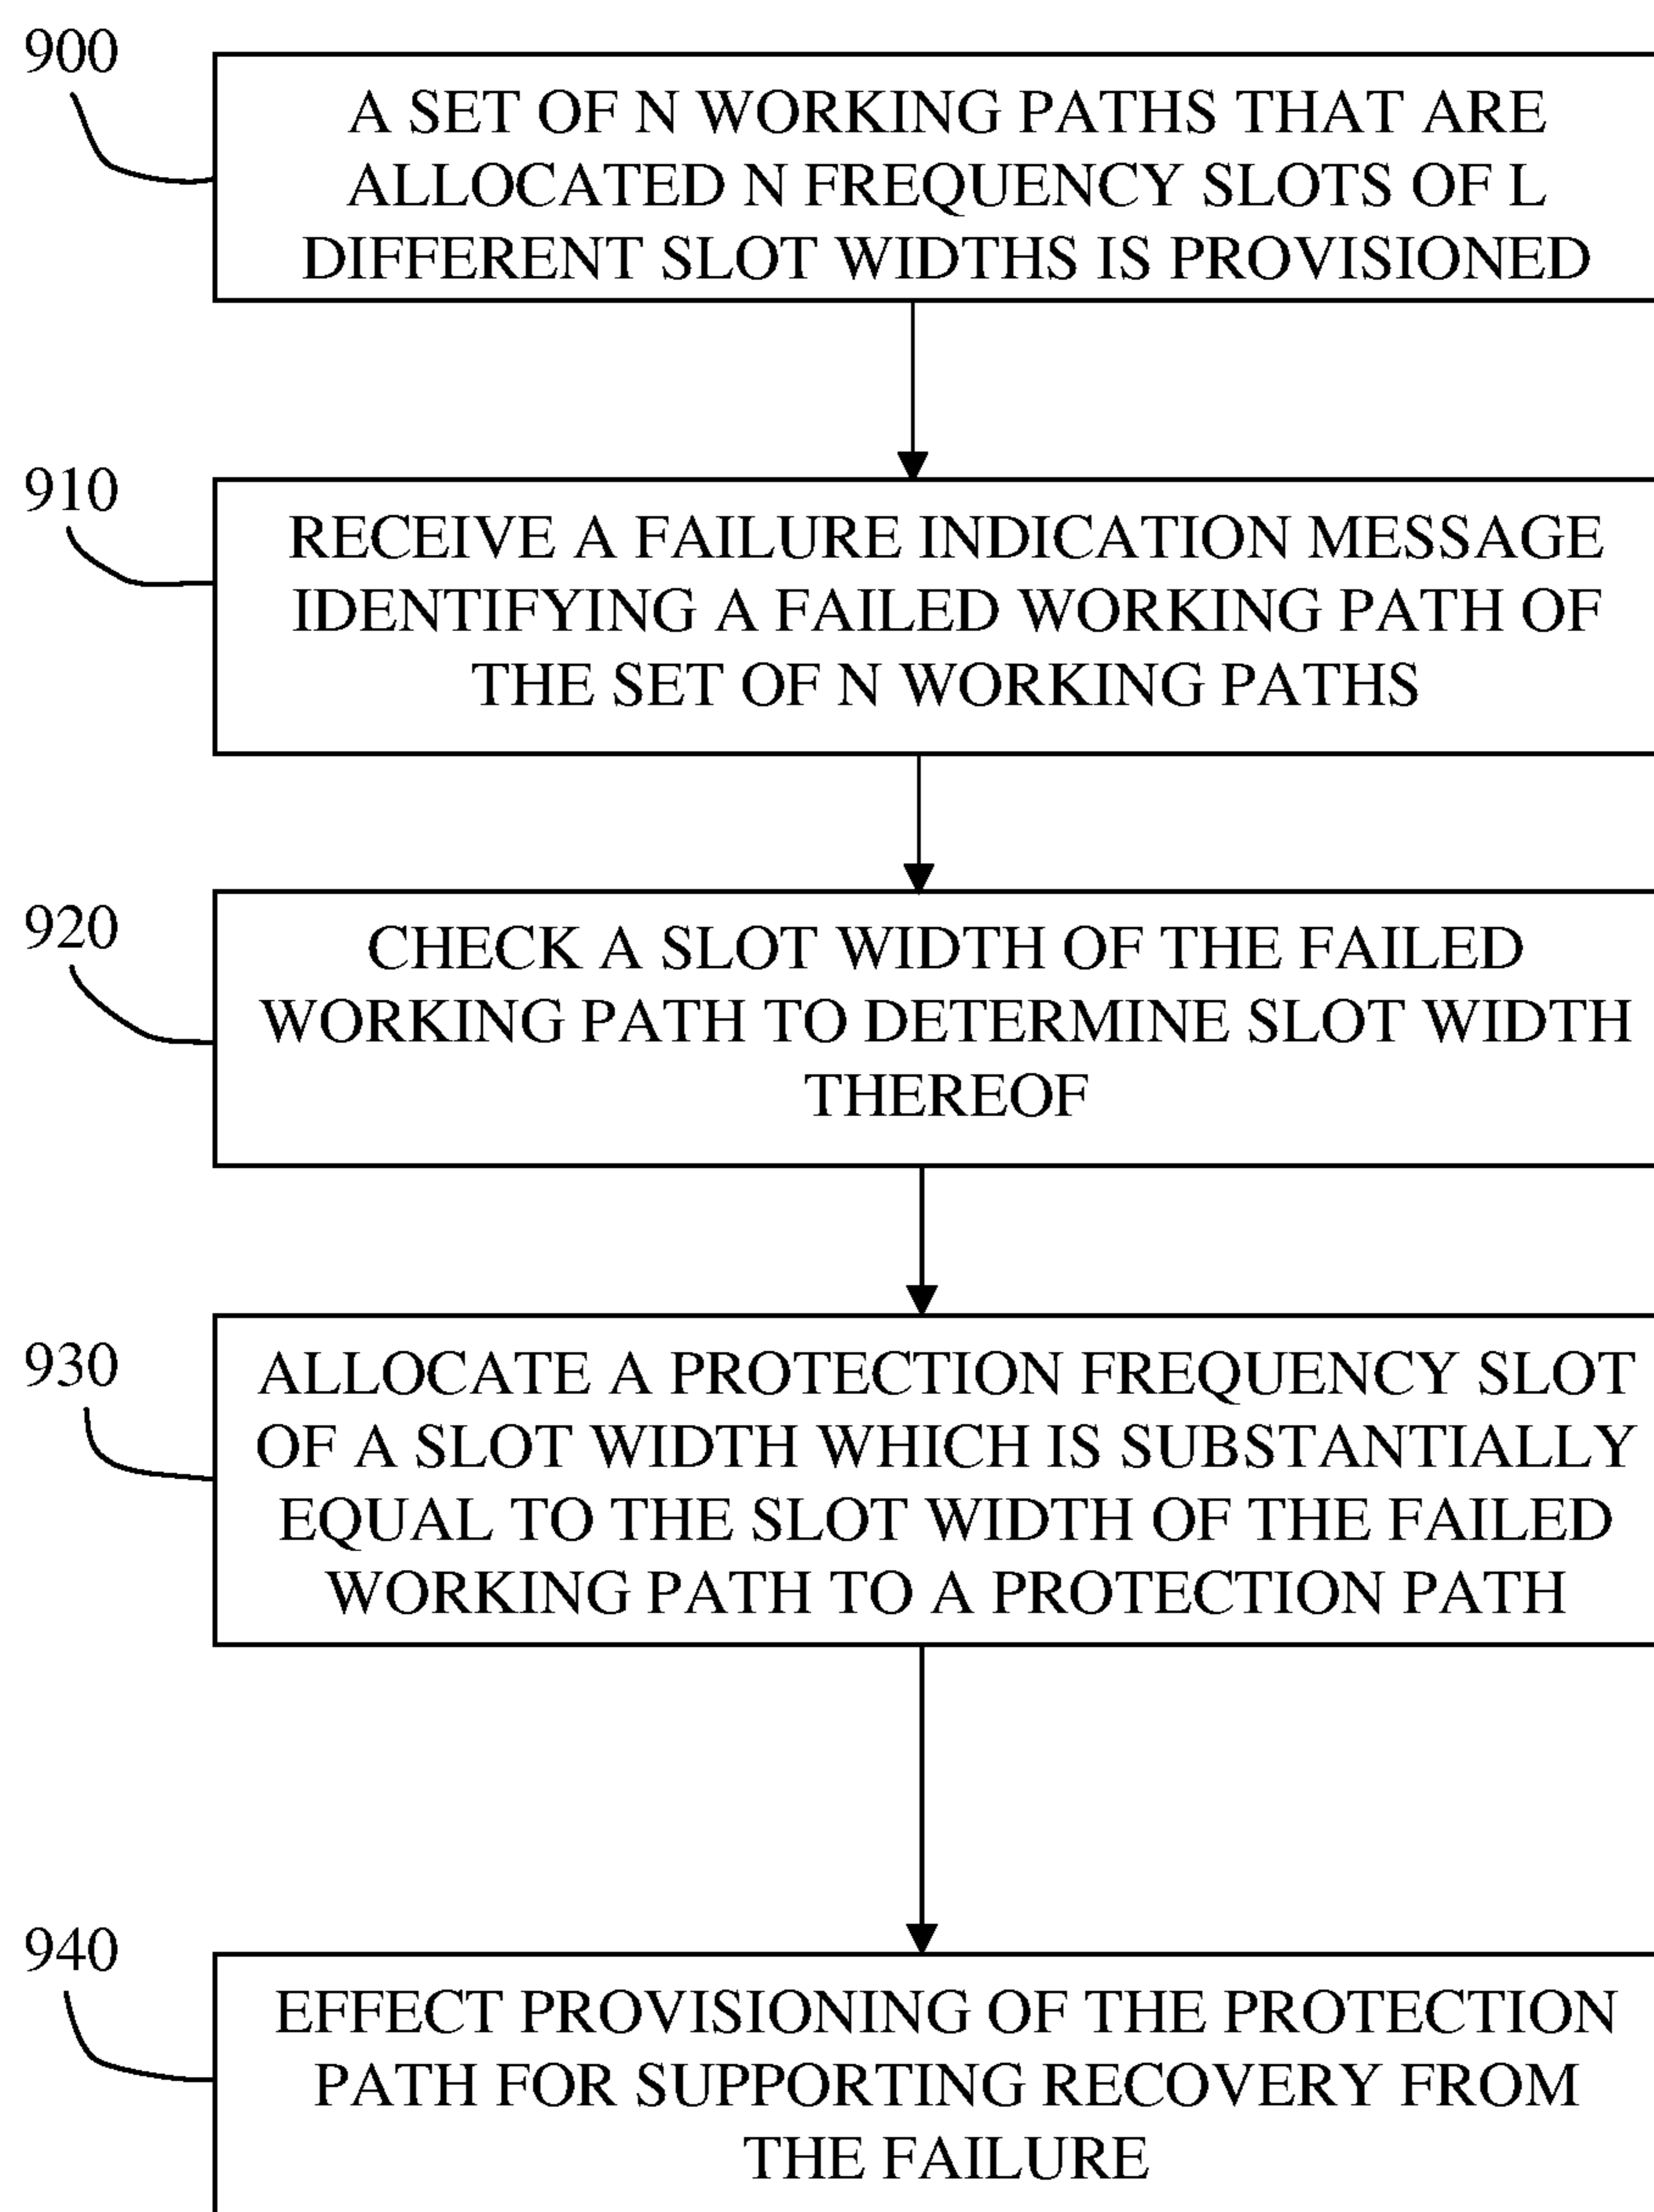 900
A SET OF N WORKING PATHS THAT ARE
ALLOCATED N FREQUENCY SLOTS OF L
DIFFERENT SLOT WIDTHS IS PROVISIONED
910
RECEIVE A FAILURE INDICATION MESSAGE
IDENTIFYING A FAILED WORKING PATH OF
THE SET OF N WORKING PATHS
920
CHECK A SLOT WIDTH OF THE FAILED
WORKING PATH TO DETERMINE SLOT WIDTH
THEREOF
930
ALLOCATE A PROTECTION FREQUENCY SLOT
OF A SLOT WIDTH WHICH IS SUBSTANTIALLY
EQUAL TO THE SLOT WIDTH OF THE FAILED
WORKING PATH TO A PROTECTION PATH
940
EFFECT PROVISIONING OF THE PROTECTION
PATH FOR SUPPORTING RECOVERY FROM
THE FAILURE